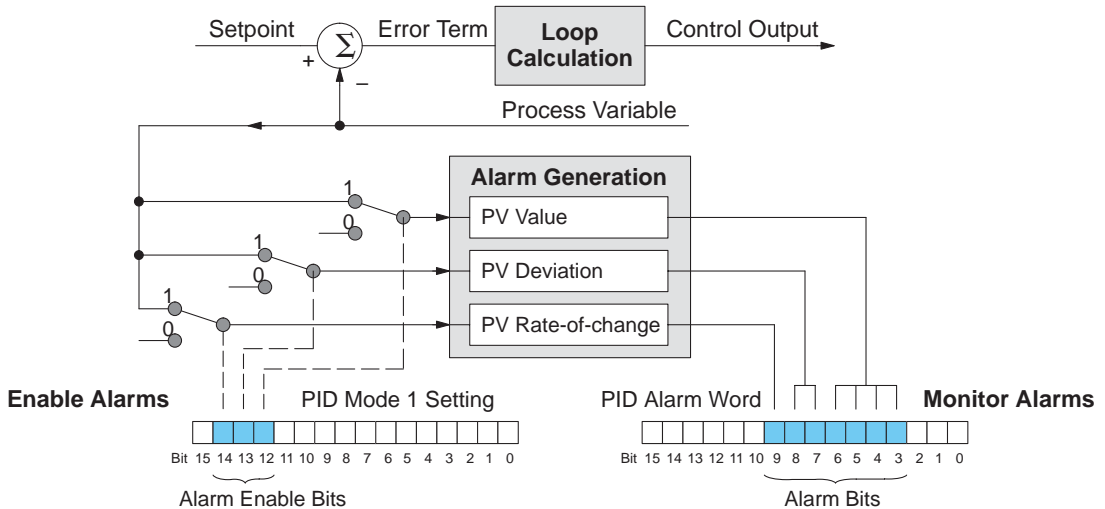 Setpoint
+
Σ
–
Error Term
Loop
Calculation
Control Output
Process Variable
Alarm Generation
PV Value
PV Deviation
PV Rate-of-change
1
0
1
0
1
0
Enable Alarms
PID Mode 1 Setting
Bit 15 14 13 12 11 10 9 8 7 6 5 4 3 2 1 0
Alarm Enable Bits
PID Alarm Word
Monitor Alarms
Bit 15 14 13 12 11 10 9 8 7 6 5 4 3 2 1 0
Alarm Bits